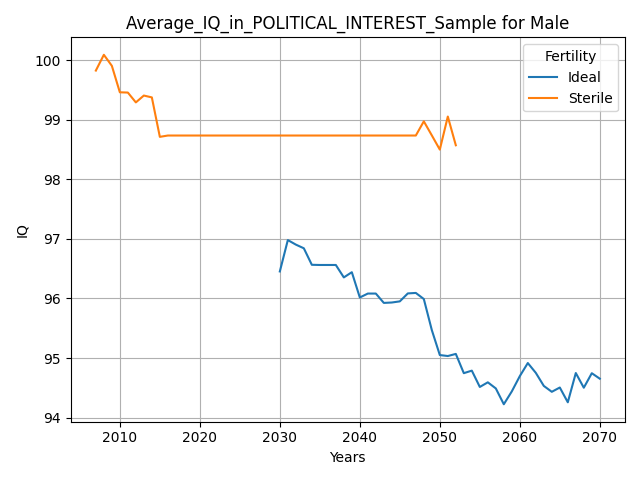 Average_IQ_in_POLITICAL_INTEREST_Sample for Male
Fertility
Ideal
Sterile
IQ
100
99
98
97
96
95
94
2010 2020 2030 2040 2050 2060 2070
Years